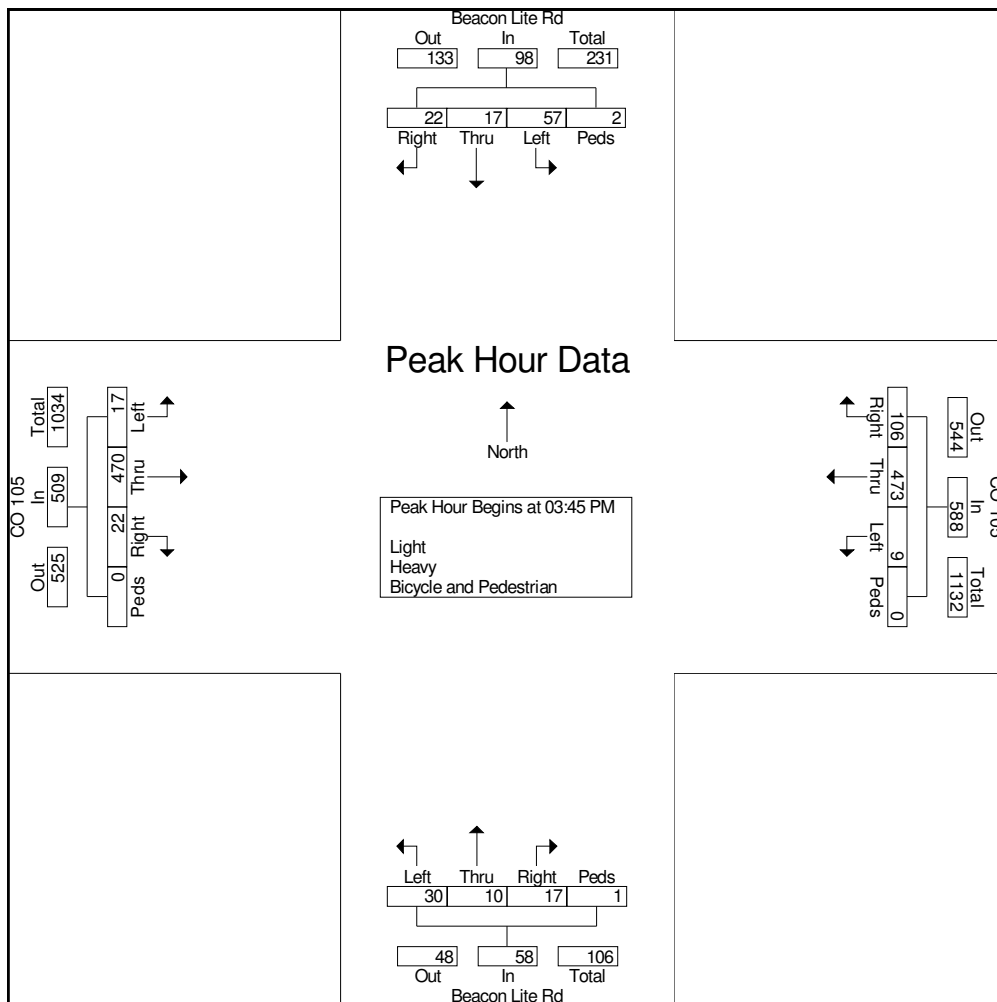 Beacon Lite Rd
Out In Total
133 98 231
22 17 57 2
Right Thru Left Peds
Peak Hour Data
North
Peak Hour Begins at 03:45 PM
Light
Heavy
Bicycle and Pedestrian
CO 105
Total In Out
1034 509 525
17 470 22 0
Left Thru Right Peds
CO 105
Out In Total
544 588 1132
106 473 9 0
Right Thru Left Peds
Left Thru Right Peds
30 10 17 1
48 58 106
Out In Total
Beacon Lite Rd